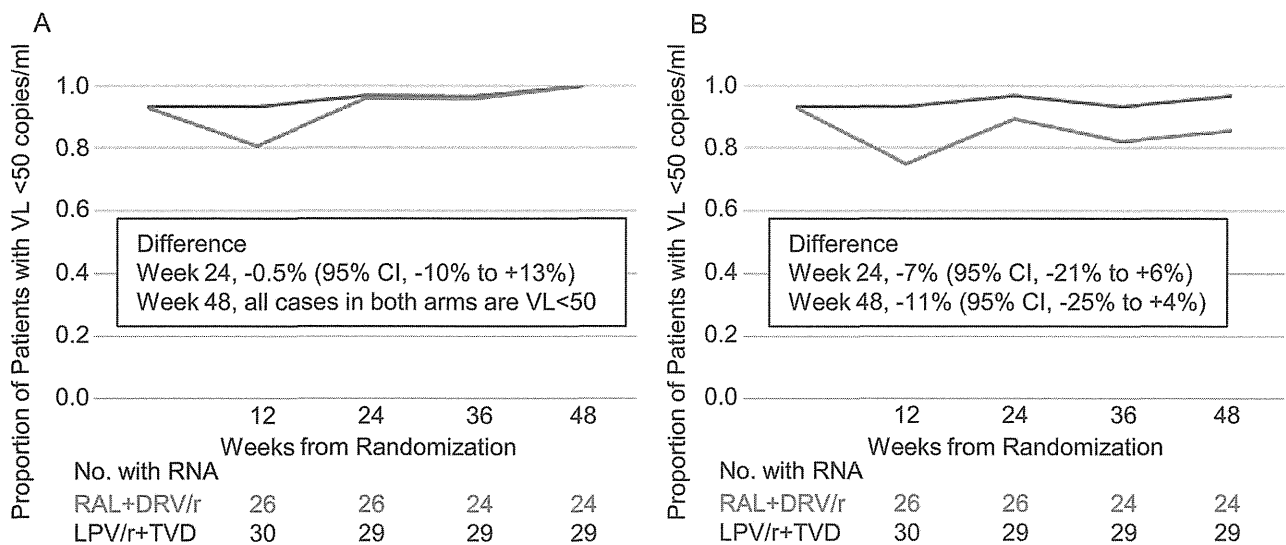 A
Proportion of Patients with VL <50 copies/ml
1.0
0.8
0.6
0.4
0.2
0.0
Difference
Week 24, -0.5% (95% CI, -10% to +13%)
Week 48, all cases in both arms are VL<50
12 24 36 48
Weeks from Randomization
No. with RNA
RAL+DRV/r 26 26 24 24
LPV/r+TVD 30 29 29 29
B
Proportion of Patients with VL <50 copies/ml
1.0
0.8
0.6
0.4
0.2
0.0
Difference
Week 24, -7% (95% CI, -21% to +6%)
Week 48, -11% (95% CI, -25% to +4%)
12 24 36 48
Weeks from Randomization
No. with RNA
RAL+DRV/r 26 26 24 24
LPV/r+TVD 30 29 29 29